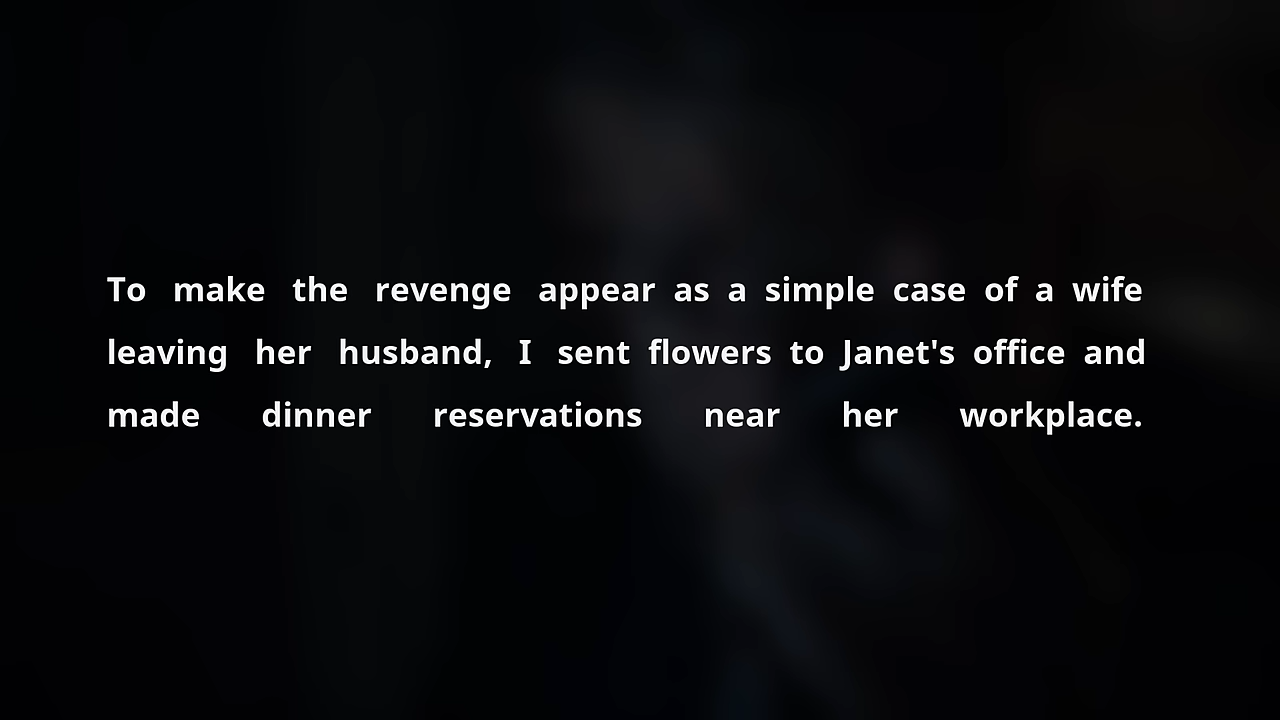 To make the revenge appear as a simple case of a wife
leaving her husband, I sent flowers to Janet's office and
made dinner reservations near her workplace.